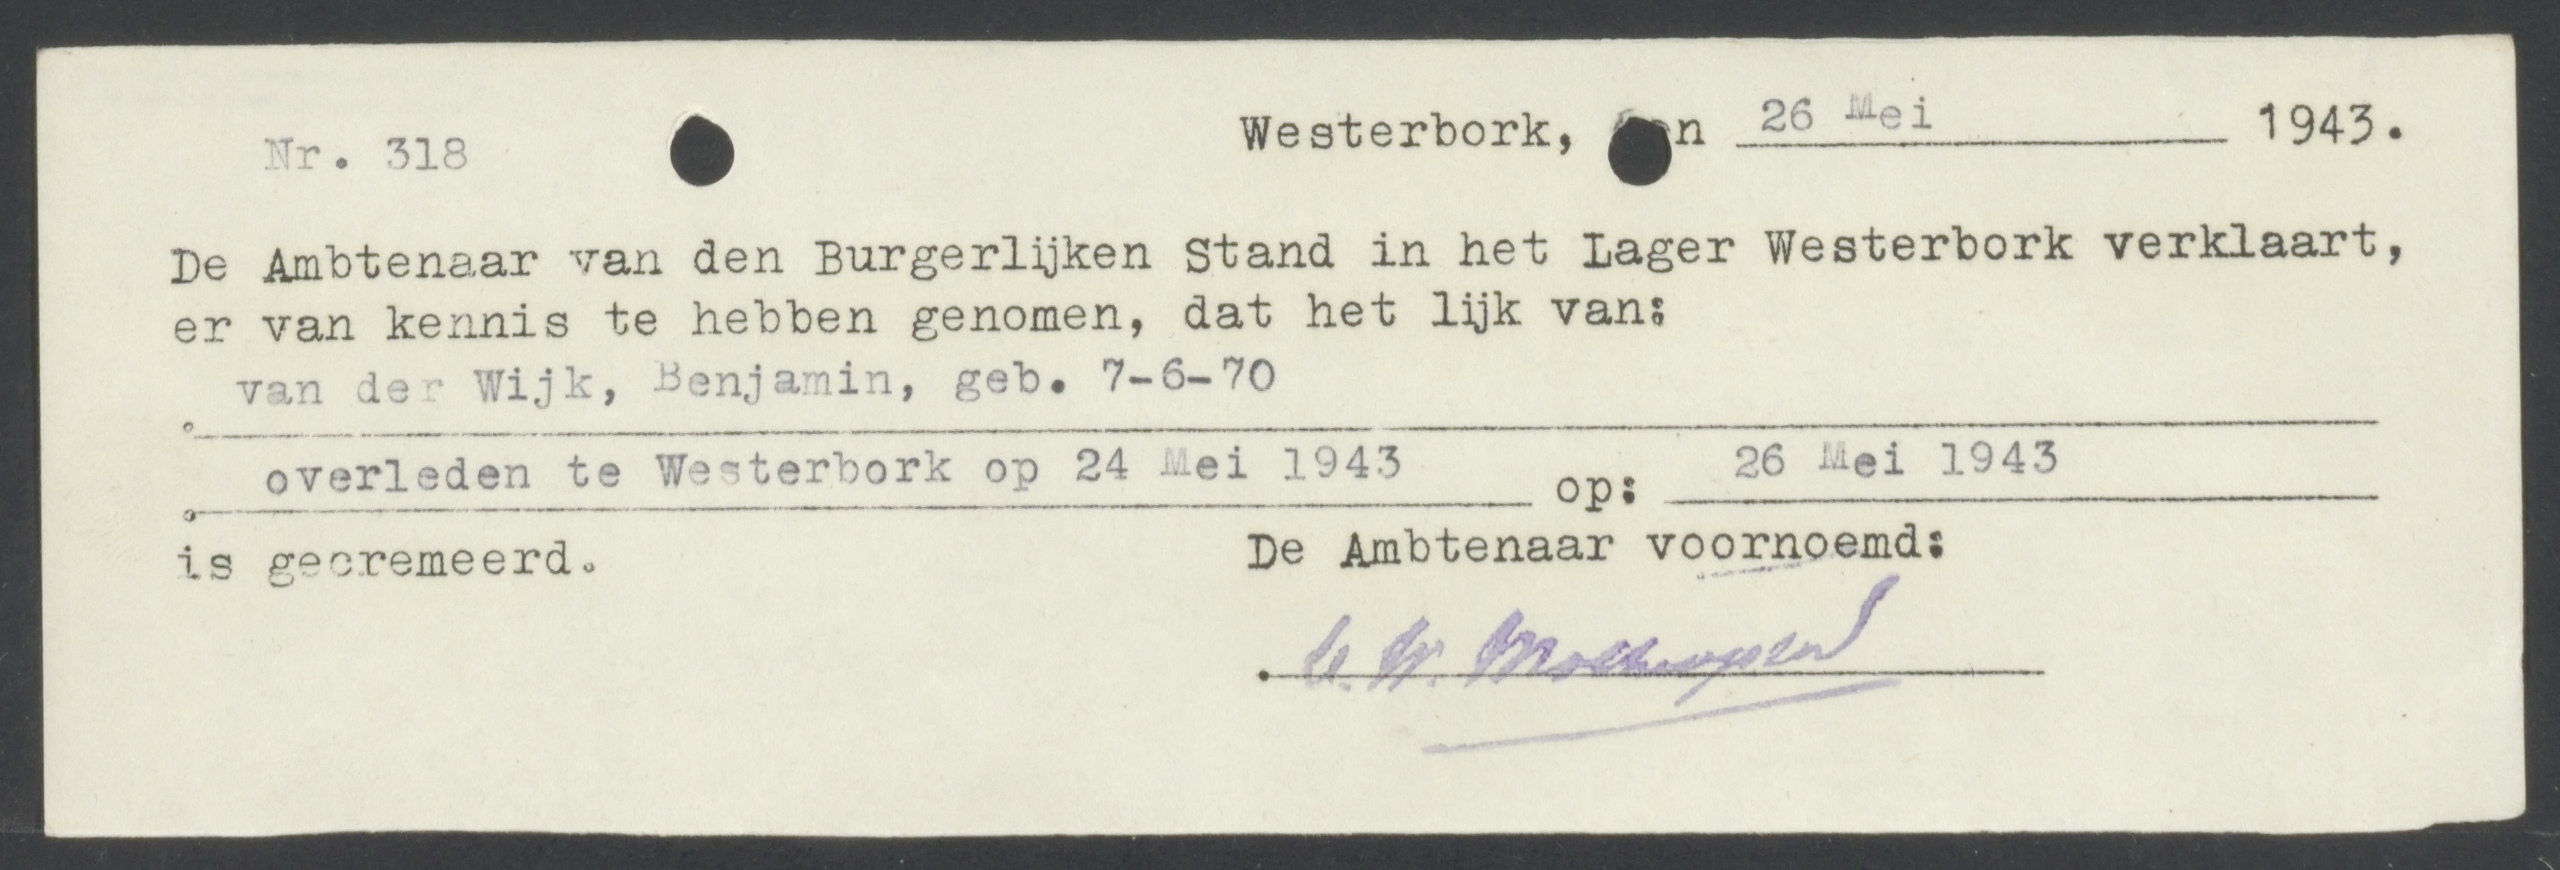 Nr. 318
Westerbork, den 26 Mei 1943.
De Ambtenaar van den Burgerlijken Stand in het Lager Westerbork verklaart,
er van kennis te hebben genomen, dat het lijk van:
van der Wijk, Benjamin, geb. 7-6-70
overleden te Westerbork op 24 Mei 1943 op: 26 Mei 1943
is gecremeerd.
De Ambtenaar voornoemd: